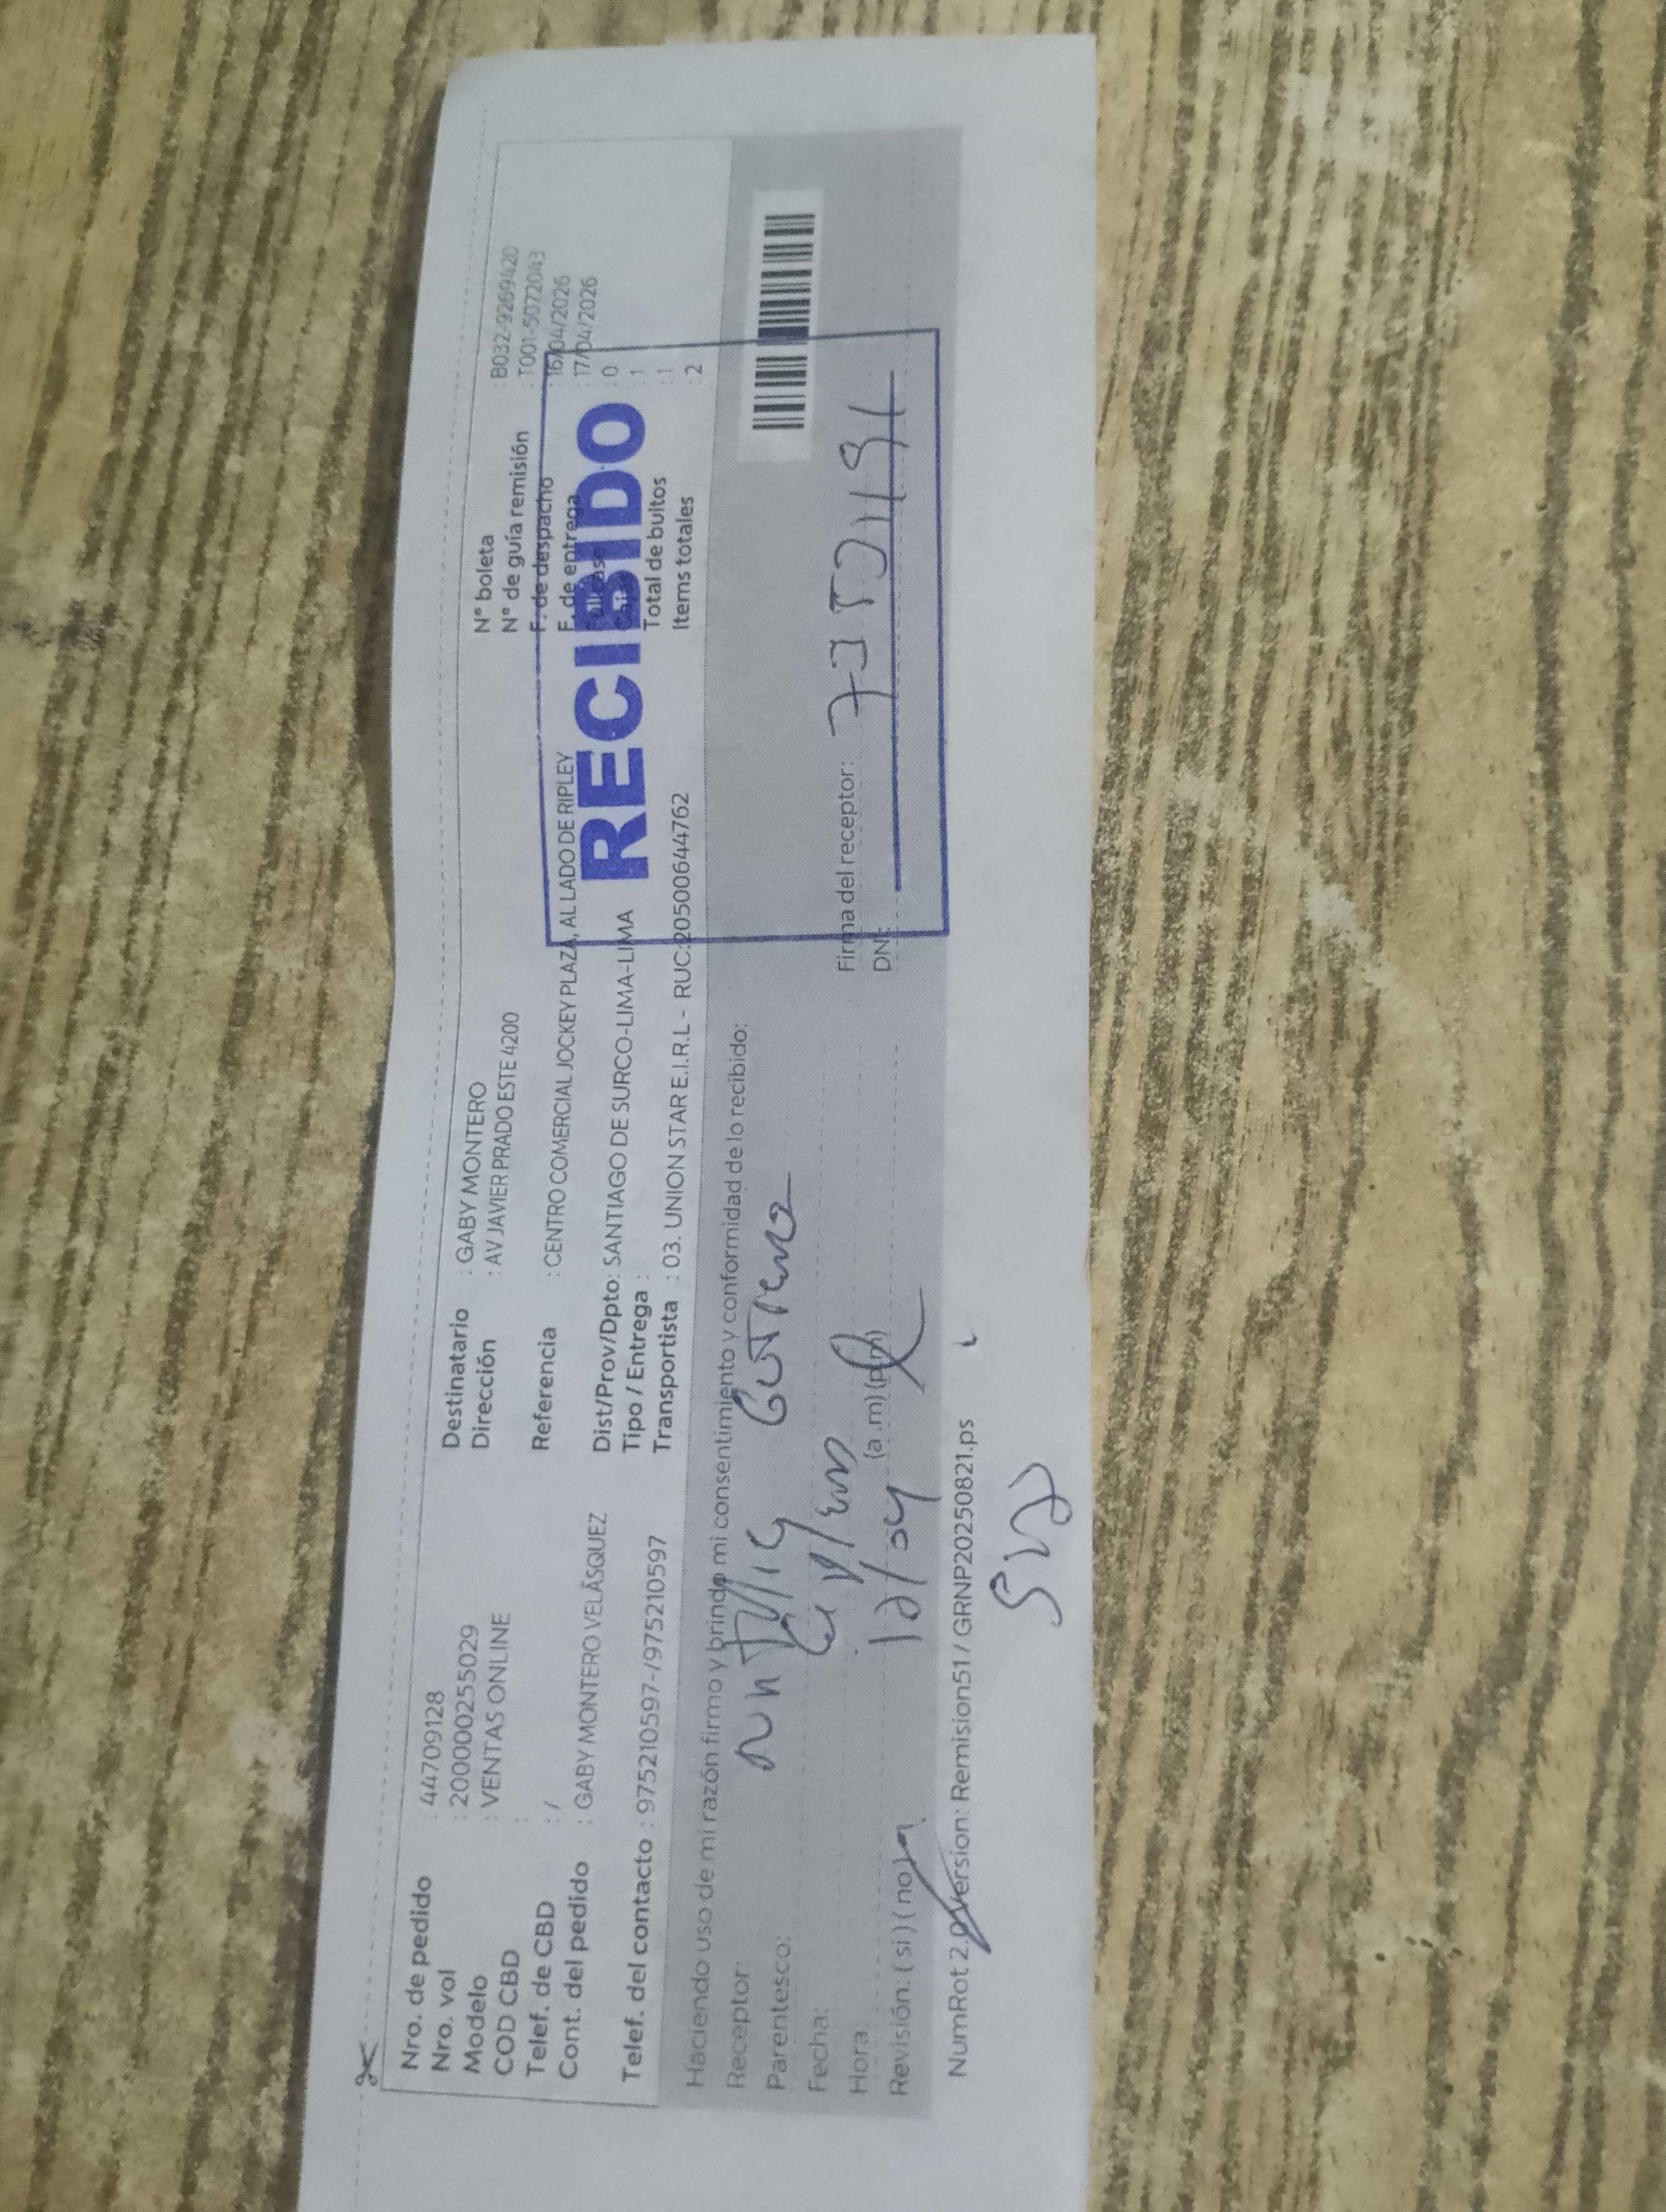 Nro. de pedido : 44709128
Nro. vol : 200000255029
Modelo : VENTAS ONLINE
COD CBD :
Telef. de CBD : /
Cont. del pedido : GABY MONTERO VELÁSQUEZ
Telef. del contacto : 975210597-/975210597
Destinatario : GABY MONTERO
Dirección : AV JAVIER PRADO ESTE 4200
Referencia : CENTRO COMERCIAL JOCKEY PLAZA, AL LADO DE RIPLEY
Dist/Prov/Dpto: SANTIAGO DE SURCO-LIMA-LIMA
Tipo / Entrega :
Transportista : 03. UNION STAR E.I.R.L - RUC:20500644762
N° boleta : B032-9269420
N° de guía remisión : T001-5072043
F. de despacho : 16/04/2026
F. de entrega : 17/04/2026
: 0
: 1
Total de bultos : 1
Items totales : 2
RECIBIDO
Haciendo uso de mi razón firmo y brindo mi consentimiento y conformidad de lo recibido:
Receptor:
Parentesco:
Fecha:
Hora: (a.m) (p.m)
Revisión: ( si ) ( no )
Firma del receptor:
DNI:
NumRot 2.0 Version: Remision51 / GRNP20250821.ps